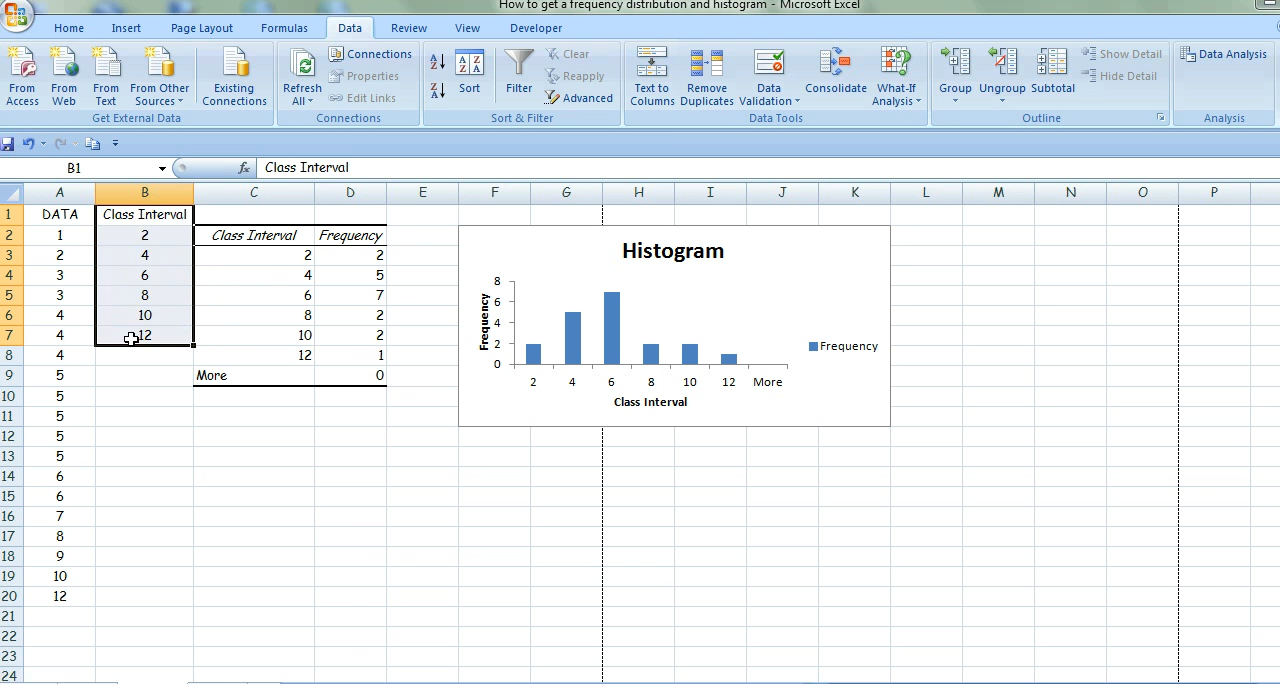 How to get a frequency distribution and histogram - Microsoft Excel
Home Insert Page Layout Formulas Data Review View Developer
From Access
From Web
From Text
From Other Sources
Existing Connections
Get External Data
Refresh All
Connections
Properties
Edit Links
Connections
Sort
Clear
Filter
Reapply
Advanced
Sort & Filter
Text to Columns
Remove Duplicates
Data Validation
Consolidate
What-If Analysis
Data Tools
Group
Ungroup
Subtotal
Show Detail
Hide Detail
Outline
Data Analysis
Analysis
B1 fx Class Interval
A B C D E F G H I J K L M N O P
1 DATA Class Interval
2 1 2 Class Interval Frequency
3 2 4 2 2
4 3 6 4 5
5 3 8 6 7
6 4 10 8 2
7 4 12 10 2
8 4 12 1
9 5 More 0
10 5
11 5
12 5
13 5
14 6
15 6
16 7
17 8
18 9
19 10
20 12
21
22
23
24
Histogram
Frequency
8
6
4
2
0
2 4 6 8 10 12 More
Class Interval
Frequency